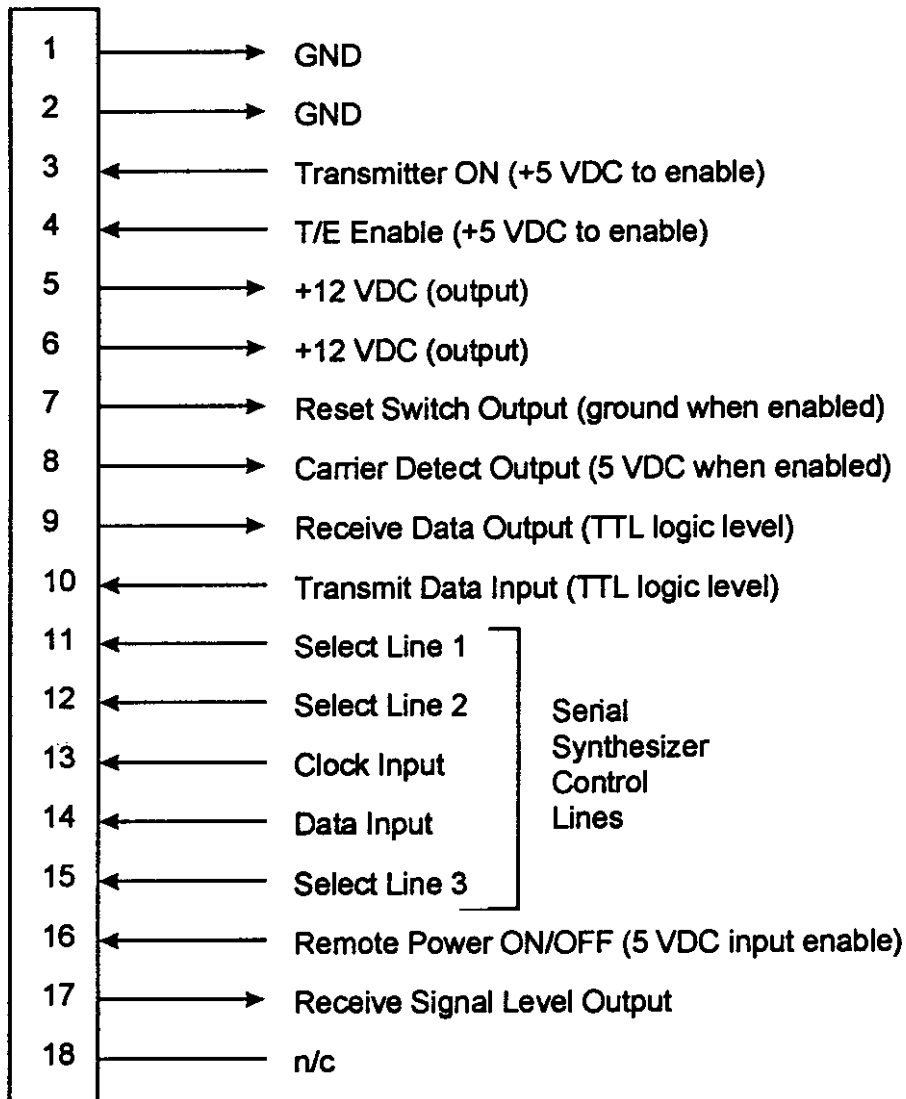 1 GND
2 GND
3 Transmitter ON (+5 VDC to enable)
4 T/E Enable (+5 VDC to enable)
5 +12 VDC (output)
6 +12 VDC (output)
7 Reset Switch Output (ground when enabled)
8 Carrier Detect Output (5 VDC when enabled)
9 Receive Data Output (TTL logic level)
10 Transmit Data Input (TTL logic level)
11 Select Line 1
12 Select Line 2
13 Clock Input
14 Data Input
15 Select Line 3
Serial
Synthesizer
Control
Lines
16 Remote Power ON/OFF (5 VDC input enable)
17 Receive Signal Level Output
18 n/c